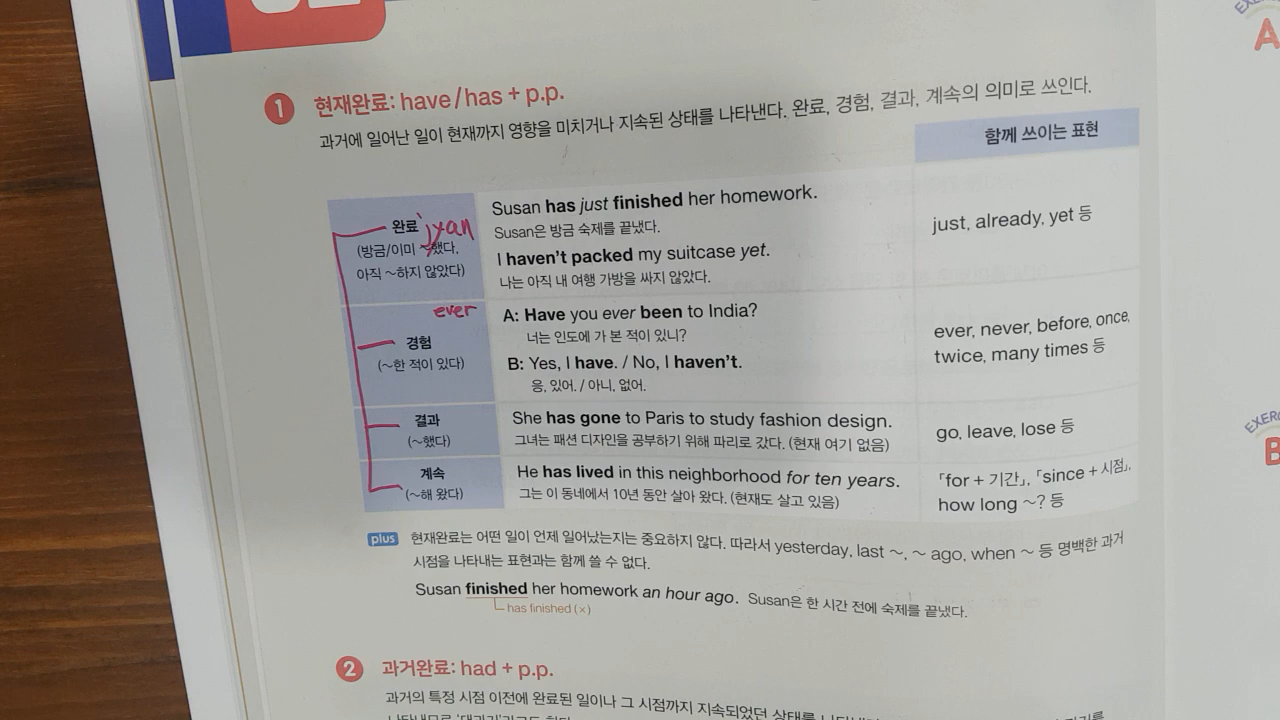 1 현재완료: have/has + p.p.
과거에 일어난 일이 현재까지 영향을 미치거나 지속된 상태를 나타낸다. 완료, 경험, 결과, 계속의 의미로 쓰인다.
함께 쓰이는 표현
완료
(방금/이미 ~했다,
아직 ~하지 않았다)
Susan has just finished her homework.
Susan은 방금 숙제를 끝냈다.
I haven't packed my suitcase yet.
나는 아직 내 여행 가방을 싸지 않았다.
just, already, yet 등
ever
경험
(~한 적이 있다)
A: Have you ever been to India?
너는 인도에 가 본 적이 있니?
B: Yes, I have. / No, I haven't.
응, 있어. / 아니, 없어.
ever, never, before, once,
twice, many times 등
결과
(~했다)
She has gone to Paris to study fashion design.
그녀는 패션 디자인을 공부하기 위해 파리로 갔다. (현재 여기 없음)
go, leave, lose 등
계속
(~해 왔다)
He has lived in this neighborhood for ten years.
그는 이 동네에서 10년 동안 살아 왔다. (현재도 살고 있음)
「for + 기간」, 「since + 시점」,
how long ~? 등
plus 현재완료는 어떤 일이 언제 일어났는지는 중요하지 않다. 따라서 yesterday, last ~, ~ ago, when ~ 등 명백한 과거
시점을 나타내는 표현과는 함께 쓸 수 없다.
Susan finished her homework an hour ago. Susan은 한 시간 전에 숙제를 끝냈다.
has finished (×)
2 과거완료: had + p.p.
과거의 특정 시점 이전에 완료된 일이나 그 시점까지 지속되었던 상태를
A
B